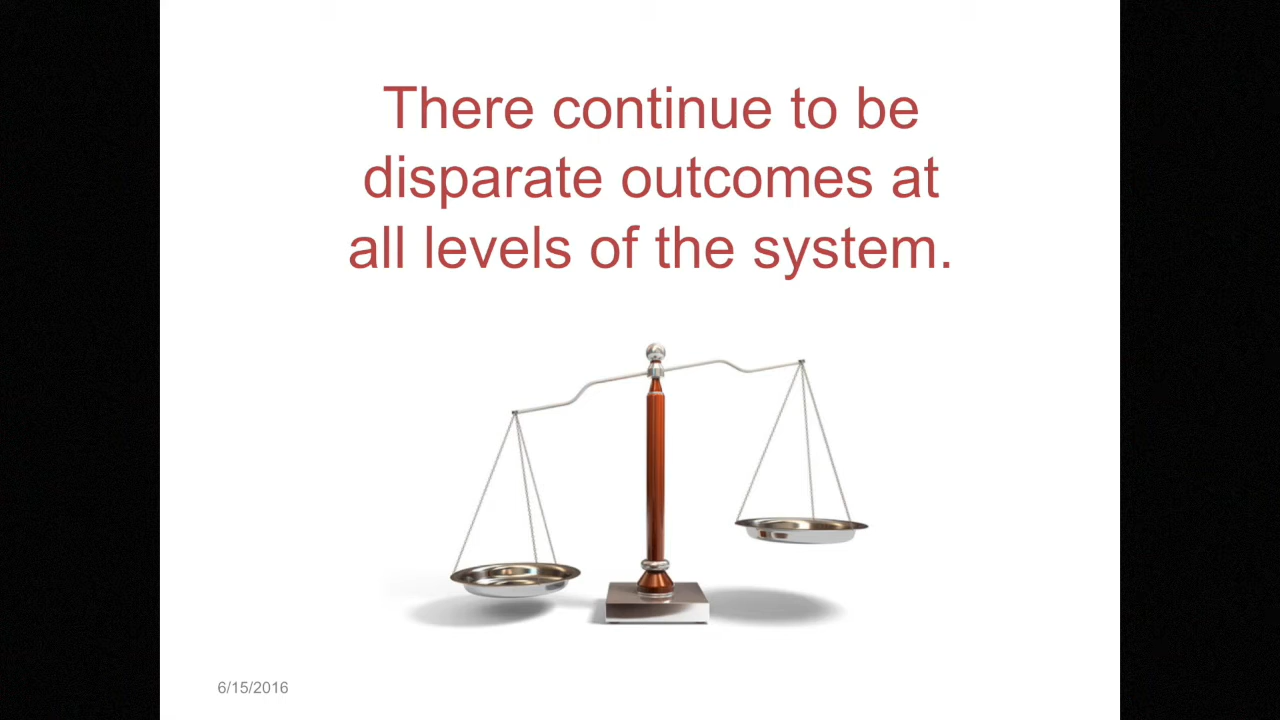 There continue to be
disparate outcomes at
all levels of the system.
6/15/2016